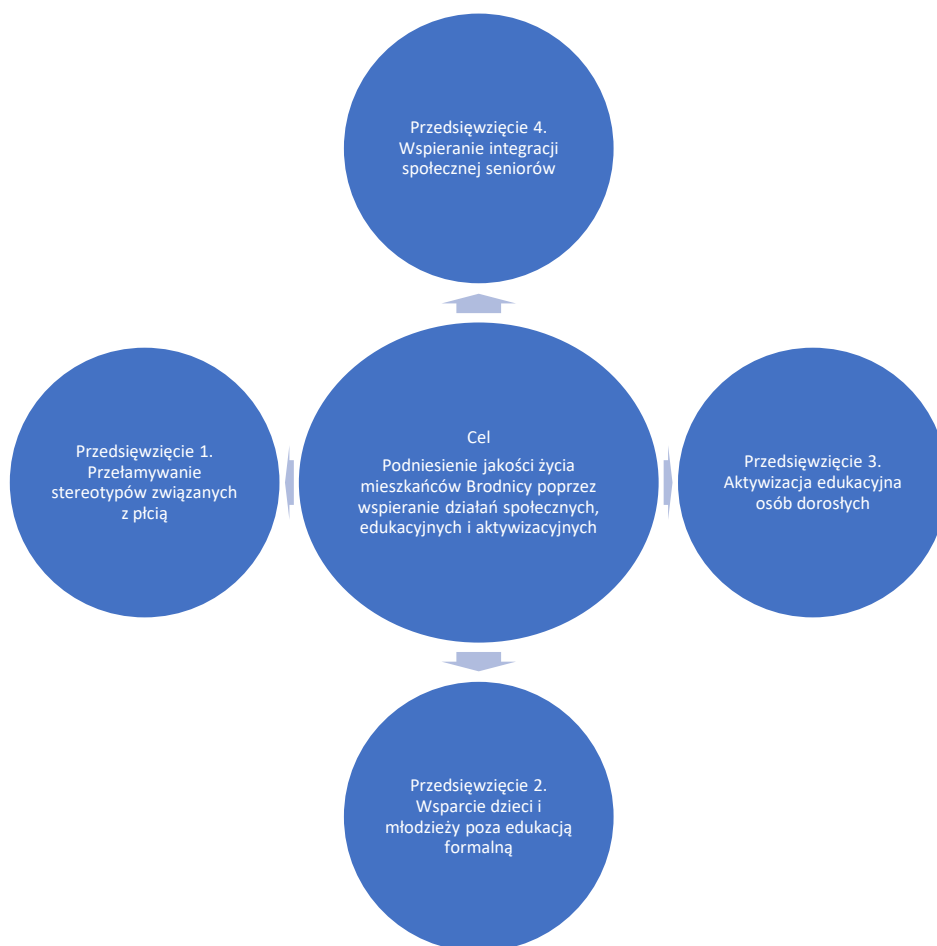 Przedsięwzięcie 4.
Wspieranie integracji
społecznej seniorów
Cel
Podniesienie jakości życia
mieszkańców Brodnicy poprzez
wspieranie działań społecznych,
edukacyjnych i aktywizacyjnych
Przedsięwzięcie 1.
Przełamywanie
stereotypów związanych
z płcią
Przedsięwzięcie 3.
Aktywizacja edukacyjna
osób dorosłych
Przedsięwzięcie 2.
Wsparcie dzieci i
młodzieży poza edukacją
formalną